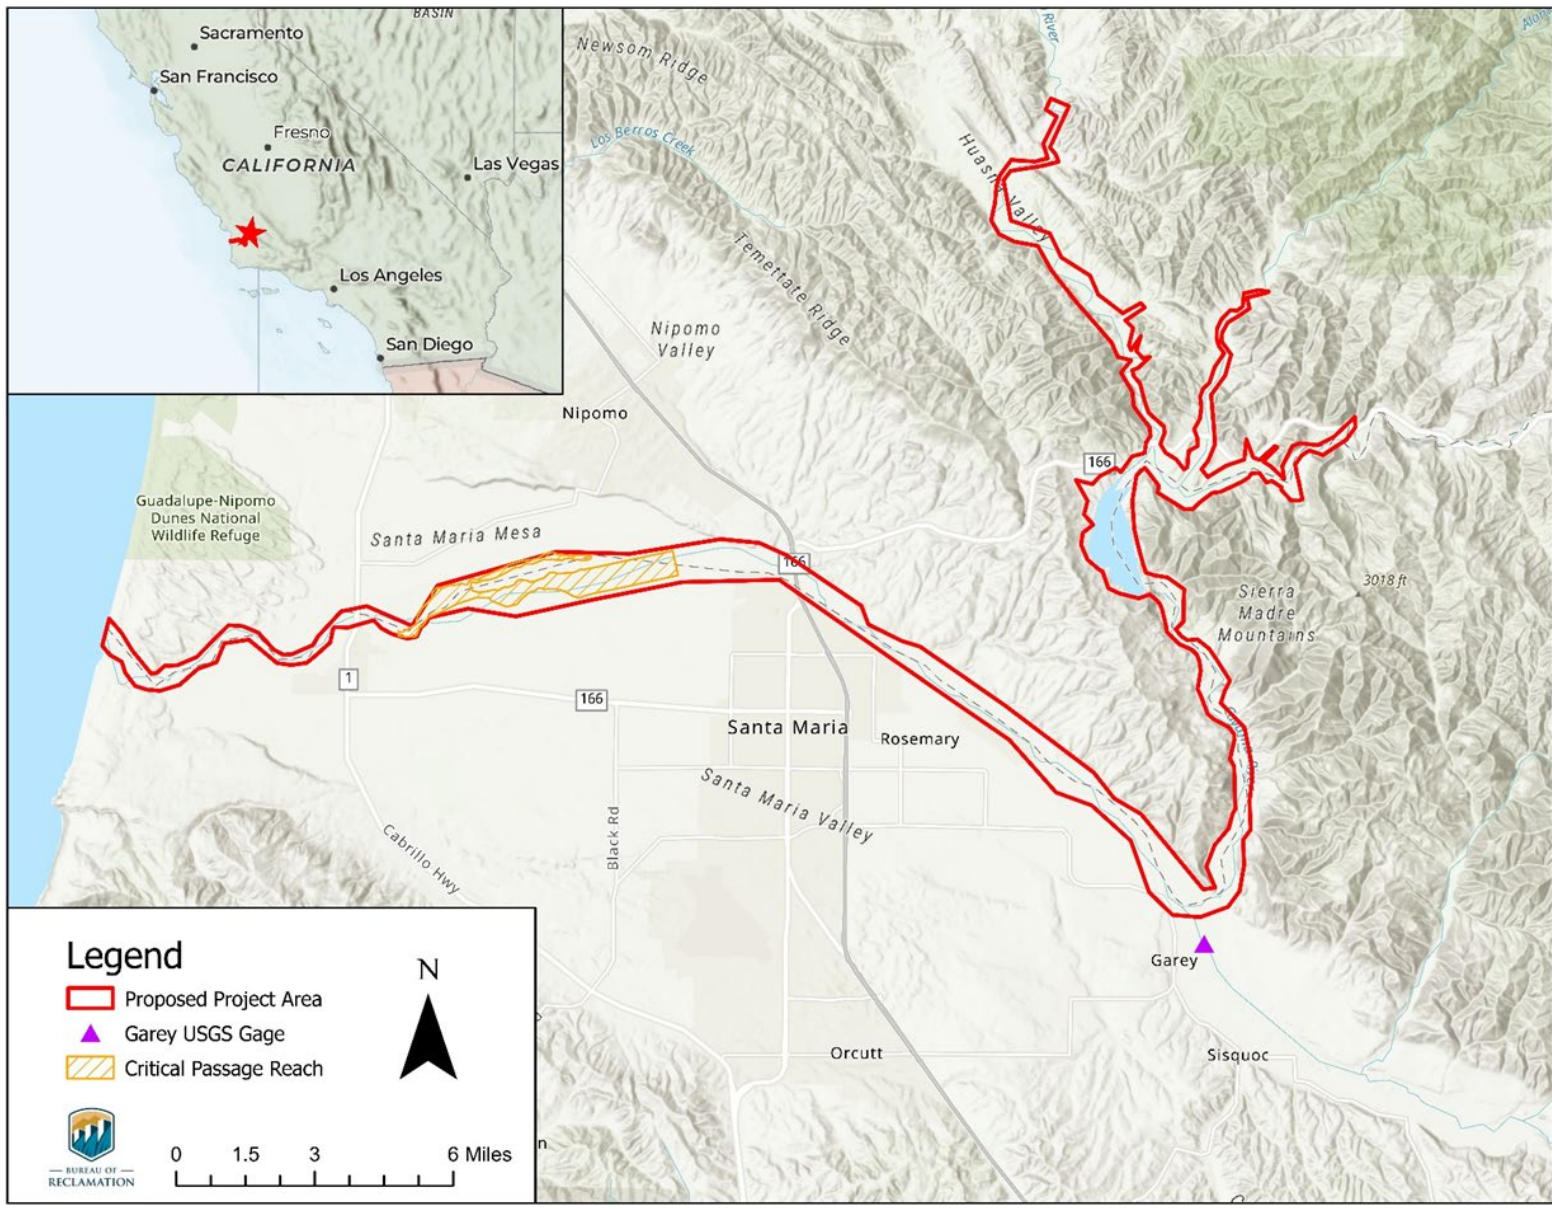 BASIN
Sacramento
San Francisco
Fresno
CALIFORNIA
Las Vegas
Los Angeles
San Diego
River
Newsom Ridge
Los Berros Creek
Huasna Valley
Temettate Ridge
Nipomo
Valley
Nipomo
166
Guadalupe-Nipomo
Dunes National
Wildlife Refuge
Santa Maria Mesa
166
3018 ft
Sierra
Madre
Mountains
1
166
Santa Maria
Rosemary
Cuyama River
Santa Maria Valley
Black Rd
Cabrillo Hwy
Garey
Orcutt
Sisquoc
Legend
Proposed Project Area
Garey USGS Gage
Critical Passage Reach
N
BUREAU OF
RECLAMATION
0 1.5 3 6 Miles